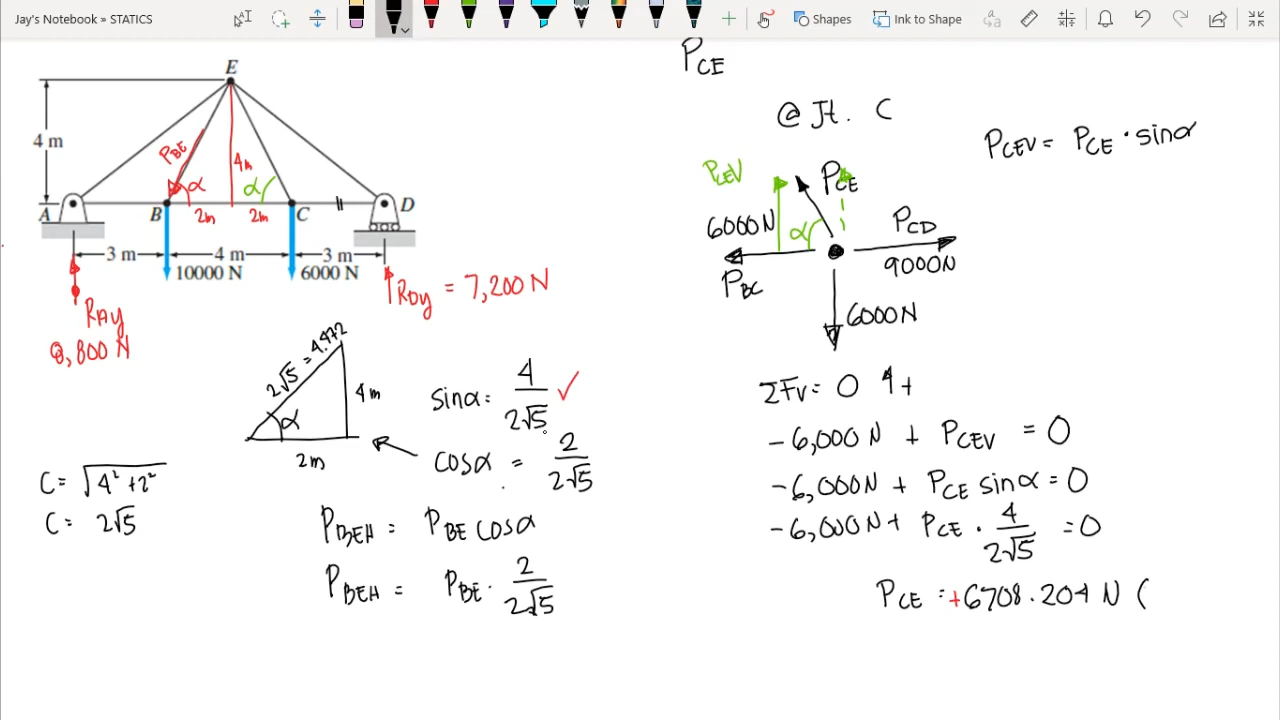 Jay's Notebook » STATICS
Shapes
Ink to Shape
E
4 m
PBE
α
4m
α
A
B
2m
2m
C
D
3 m
4 m
3 m
10000 N
6000 N
RAy
8,800 N
RDy = 7,200 N
2√5 = 4.472
4 m
α
2m
sinα = 4/2√5 ✓
cosα = 2/2√5
C = √4² + 2²
C = 2√5
PBEH = PBE cosα
PBEH = PBE · 2/2√5
PCE
@ Jt. C
PCEV = PCE · sinα
PCEV
PCE
6000 N
α
PCD
9000N
PBC
6000N
ΣFV = 0 ↑+
-6,000 N + PCEV = 0
-6,000N + PCE sinα = 0
-6,000N + PCE · 4/2√5 = 0
PCE = +6708.204 N (